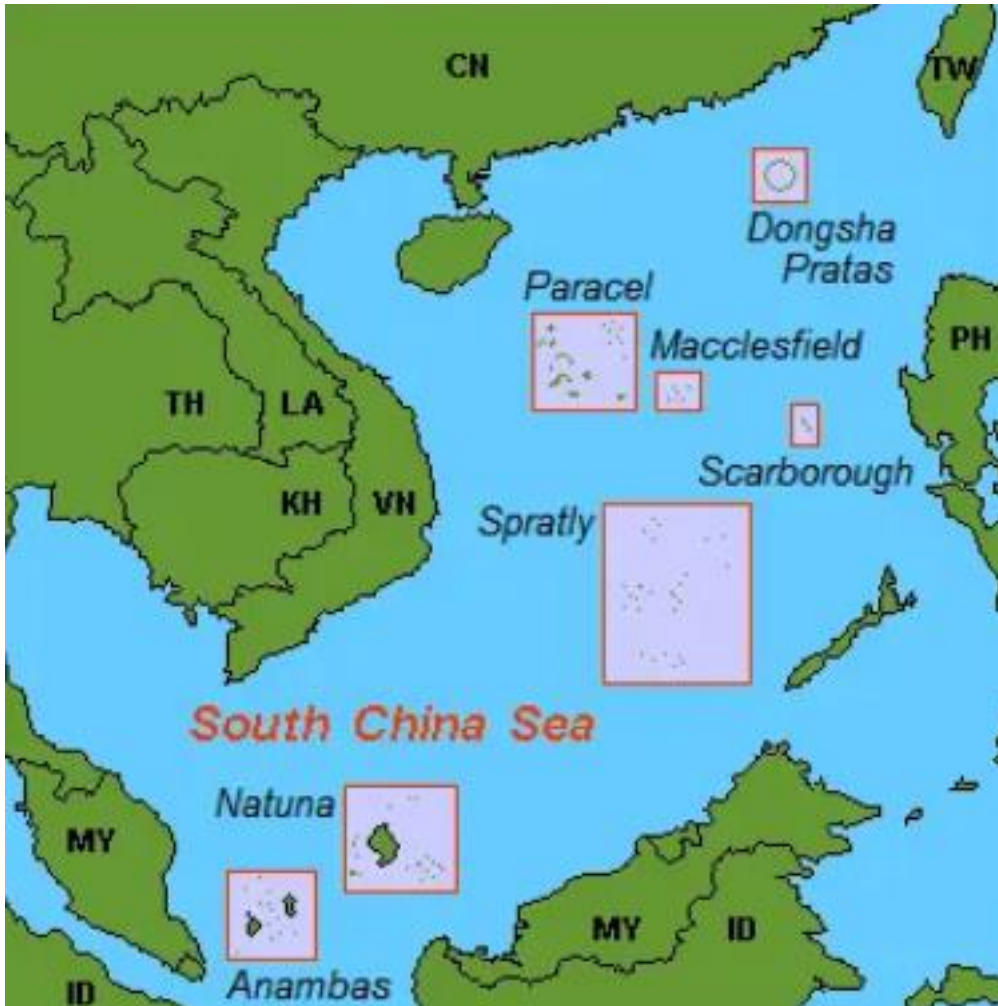 CN
TW
Dongsha
Pratas
Paracel
PH
Macclesfield
TH
LA
Scarborough
KH
VN
Spratly
South China Sea
Natuna
MY
MY
ID
Anambas
ID